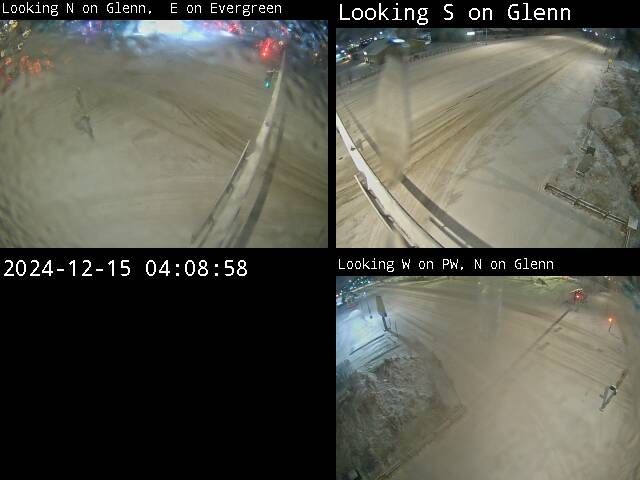 Looking N on Glenn,  E on Evergreen
Looking S on Glenn
2024-12-15 04:08:58
Looking W on PW, N on Glenn